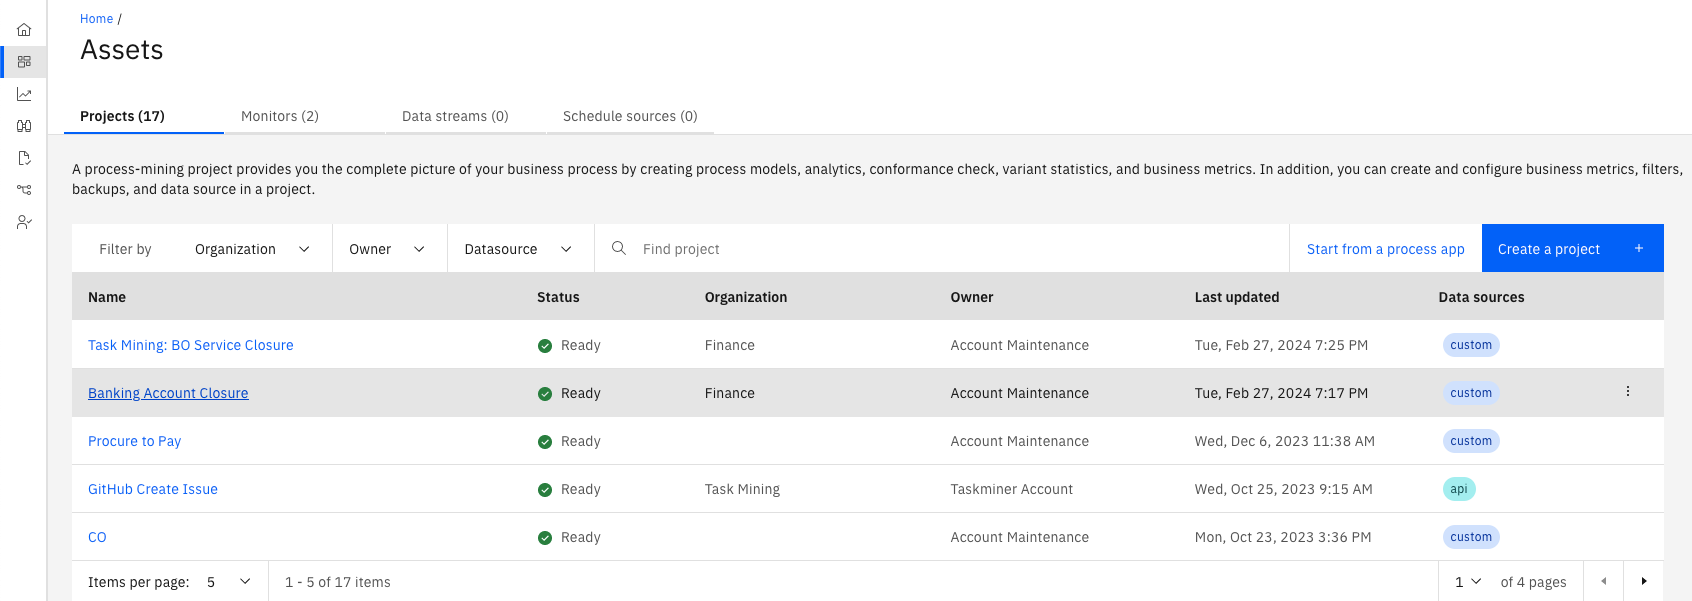 Home /
Assets
Projects (17) Monitors (2) Data streams (0) Schedule sources (0)
A process-mining project provides you the complete picture of your business process by creating process models, analytics, conformance check, variant statistics, and business metrics. In addition, you can create and configure business metrics, filters,
backups, and data source in a project.
Filter by Organization Owner Datasource Find project Start from a process app Create a project +
Name Status Organization Owner Last updated Data sources
Task Mining: BO Service Closure Ready Finance Account Maintenance Tue, Feb 27, 2024 7:25 PM custom
Banking Account Closure Ready Finance Account Maintenance Tue, Feb 27, 2024 7:17 PM custom
Procure to Pay Ready Account Maintenance Wed, Dec 6, 2023 11:38 AM custom
GitHub Create Issue Ready Task Mining Taskminer Account Wed, Oct 25, 2023 9:15 AM api
CO Ready Account Maintenance Mon, Oct 23, 2023 3:36 PM custom
Items per page: 5 1 - 5 of 17 items 1 of 4 pages